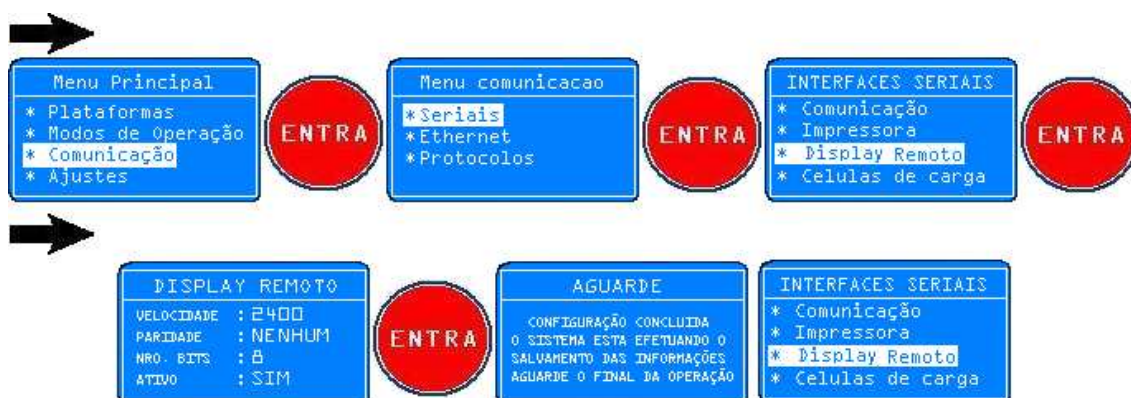 Menu Principal
* Plataformas
* Modos de Operação
* Comunicação
* Ajustes
ENTRA
Menu comunicacao
*Seriais
*Ethernet
*Protocolos
ENTRA
INTERFACES SERIAIS
* Comunicação
* Impressora
* Display Remoto
* Celulas de carga
ENTRA
DISPLAY REMOTO
VELOCIDADE : 2400
PARIDADE : NENHUM
NRO. BITS : 8
ATIVO : SIM
ENTRA
AGUARDE
CONFIGURAÇÃO CONCLUIDA
O SISTEMA ESTA EFETUANDO O
SALVAMENTO DAS INFORMAÇÕES
AGUARDE O FINAL DA OPERAÇÃO
INTERFACES SERIAIS
* Comunicação
* Impressora
* Display Remoto
* Celulas de carga